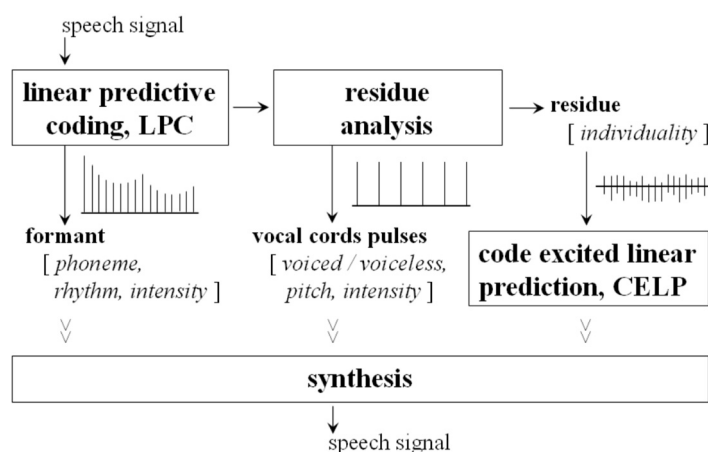 speech signal
linear predictive
coding, LPC
residue
analysis
residue
[ individuality ]
formant
[ phoneme,
rhythm, intensity ]
vocal cords pulses
[ voiced / voiceless,
pitch, intensity ]
code excited linear
prediction, CELP
synthesis
speech signal